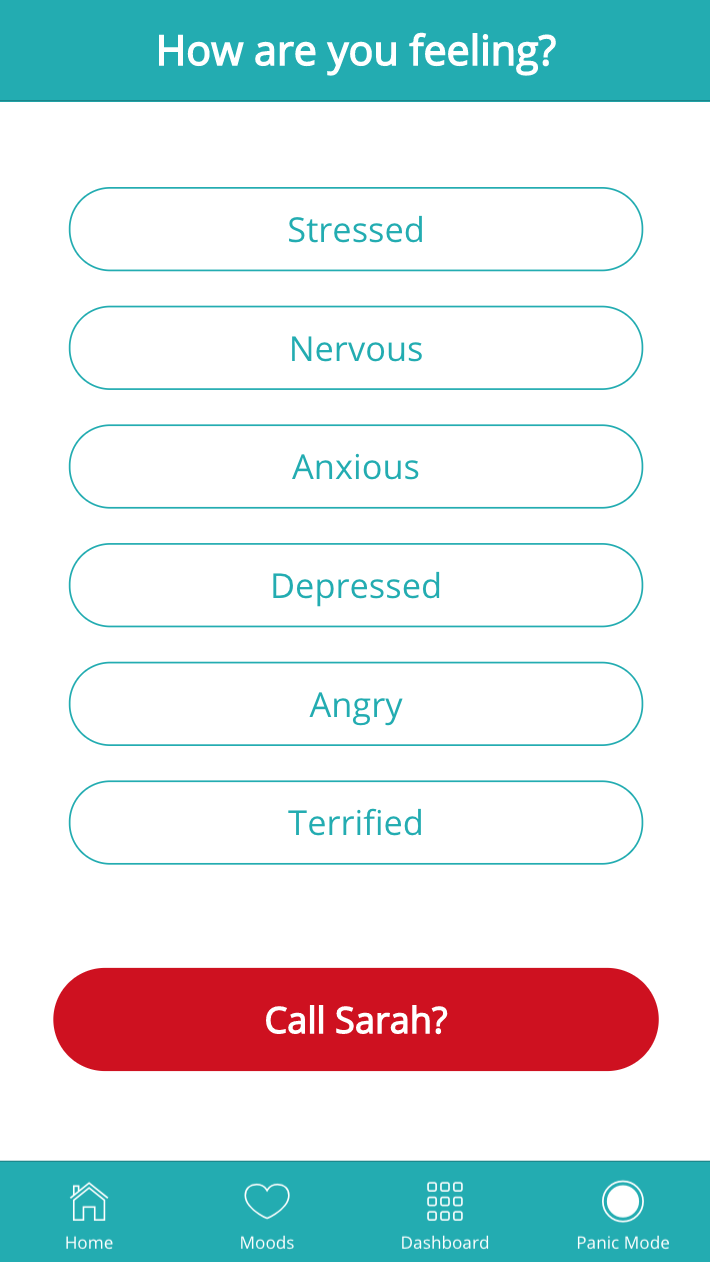 How are you feeling?
Stressed
Nervous
Anxious
Depressed
Angry
Terrified
Call Sarah?
Home
Moods
Dashboard
Panic Mode